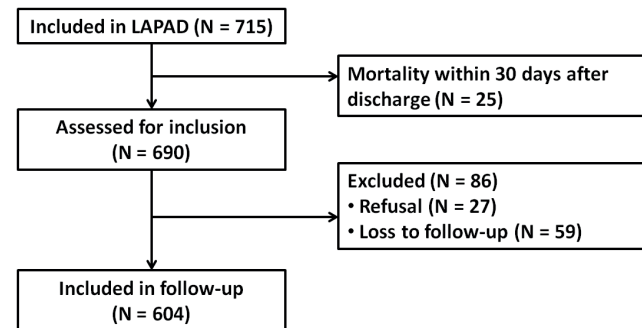 Included in LAPAD (N = 715)
Mortality within 30 days after
discharge (N = 25)
Assessed for inclusion
(N = 690)
Excluded (N = 86)
• Refusal (N = 27)
• Loss to follow-up (N = 59)
Included in follow-up
(N = 604)